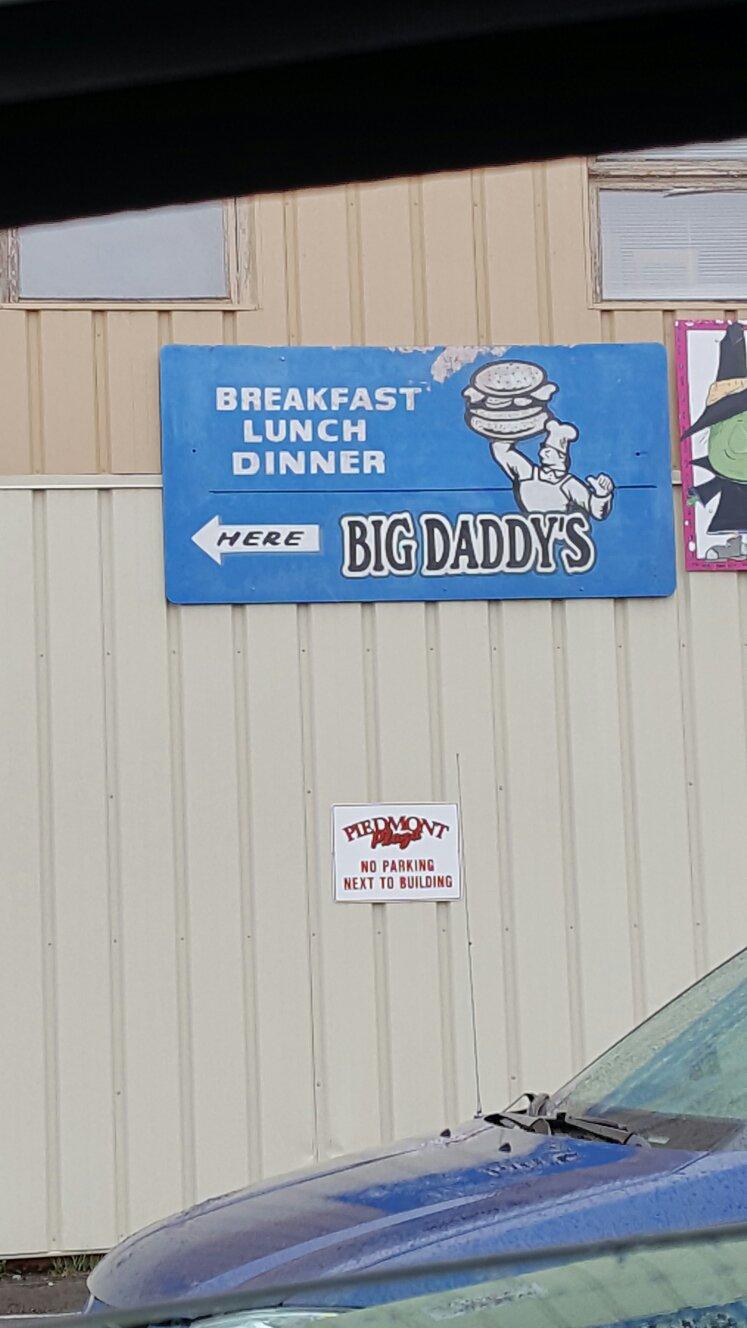 BREAKFAST
LUNCH
DINNER
HERE
BIG DADDY'S
PIEDMONT
Plaza
NO PARKING
NEXT TO BUILDING